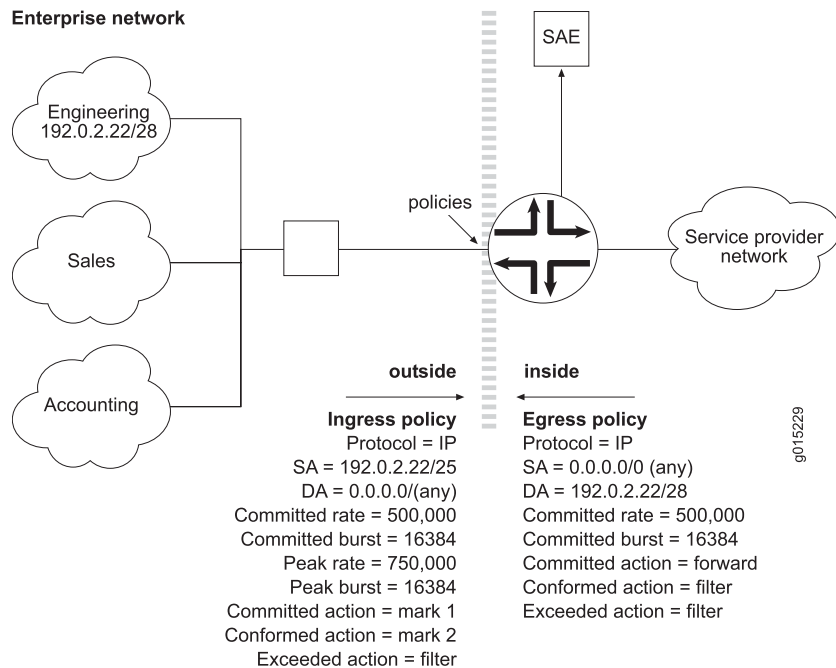 Enterprise network
SAE
Engineering
192.0.2.22/28
policies
Sales
Service provider
network
Accounting
outside
inside
Ingress policy
Protocol = IP
SA = 192.0.2.22/25
DA = 0.0.0.0/(any)
Committed rate = 500,000
Committed burst = 16384
Peak rate = 750,000
Peak burst = 16384
Committed action = mark 1
Conformed action = mark 2
Exceeded action = filter
Egress policy
Protocol = IP
SA = 0.0.0.0/0 (any)
DA = 192.0.2.22/28
Committed rate = 500,000
Committed burst = 16384
Committed action = forward
Conformed action = filter
Exceeded action = filter
g015229